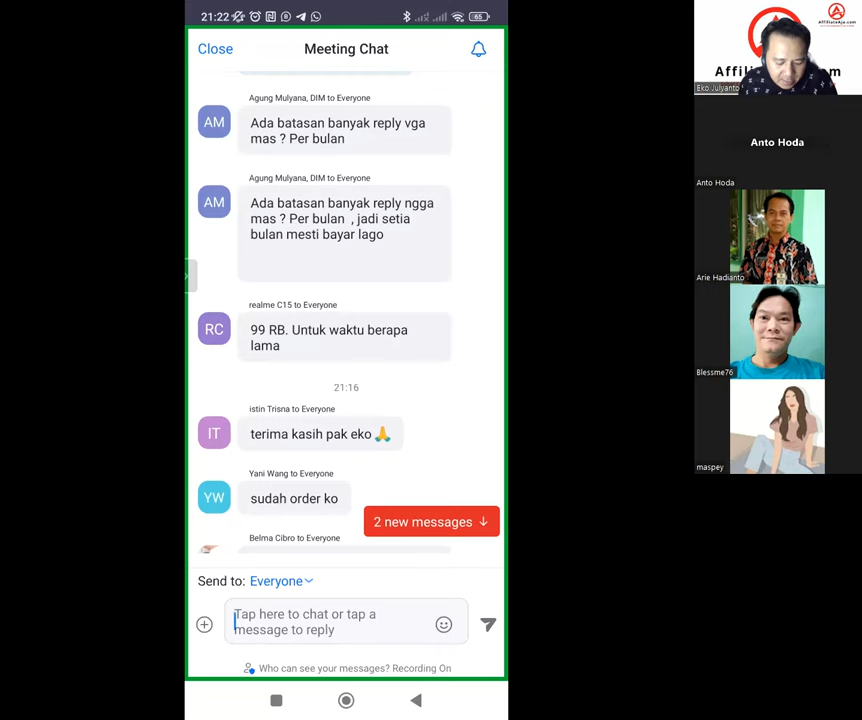 21:22
65
Close
Meeting Chat
Agung Mulyana, DIM to Everyone
AM
Ada batasan banyak reply vga
mas ? Per bulan
Agung Mulyana, DIM to Everyone
AM
Ada batasan banyak reply ngga
mas ? Per bulan , jadi setia
bulan mesti bayar lago
realme C15 to Everyone
RC
99 RB. Untuk waktu berapa
lama
21:16
istin Trisna to Everyone
IT
terima kasih pak eko 🙏
Yani Wang to Everyone
YW
sudah order ko
2 new messages ↓
Belma Cibro to Everyone
Send to: Everyone
Tap here to chat or tap a
message to reply
Who can see your messages? Recording On
AffiliateAja.com
Eko Julyanto
Anto Hoda
Anto Hoda
Arie Hadianto
Blessme76
maspey